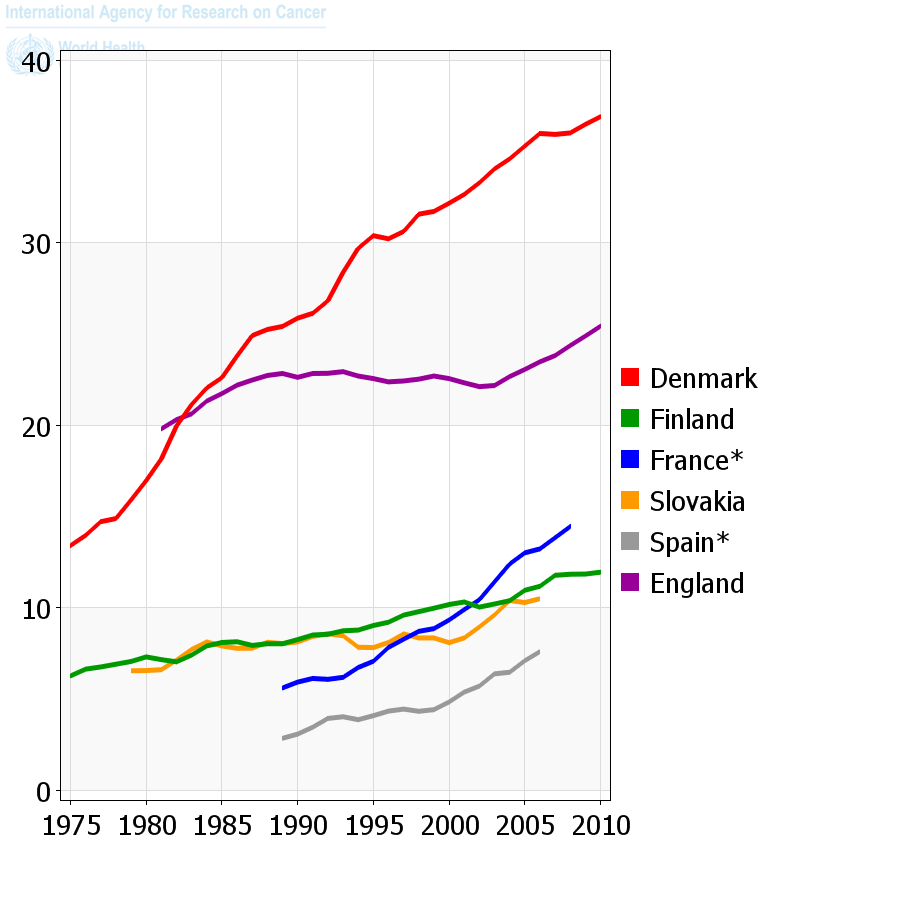 International Agency for Research on Cancer
World Health
40
30
20
10
0
1975 1980 1985 1990 1995 2000 2005 2010
Denmark
Finland
France*
Slovakia
Spain*
England